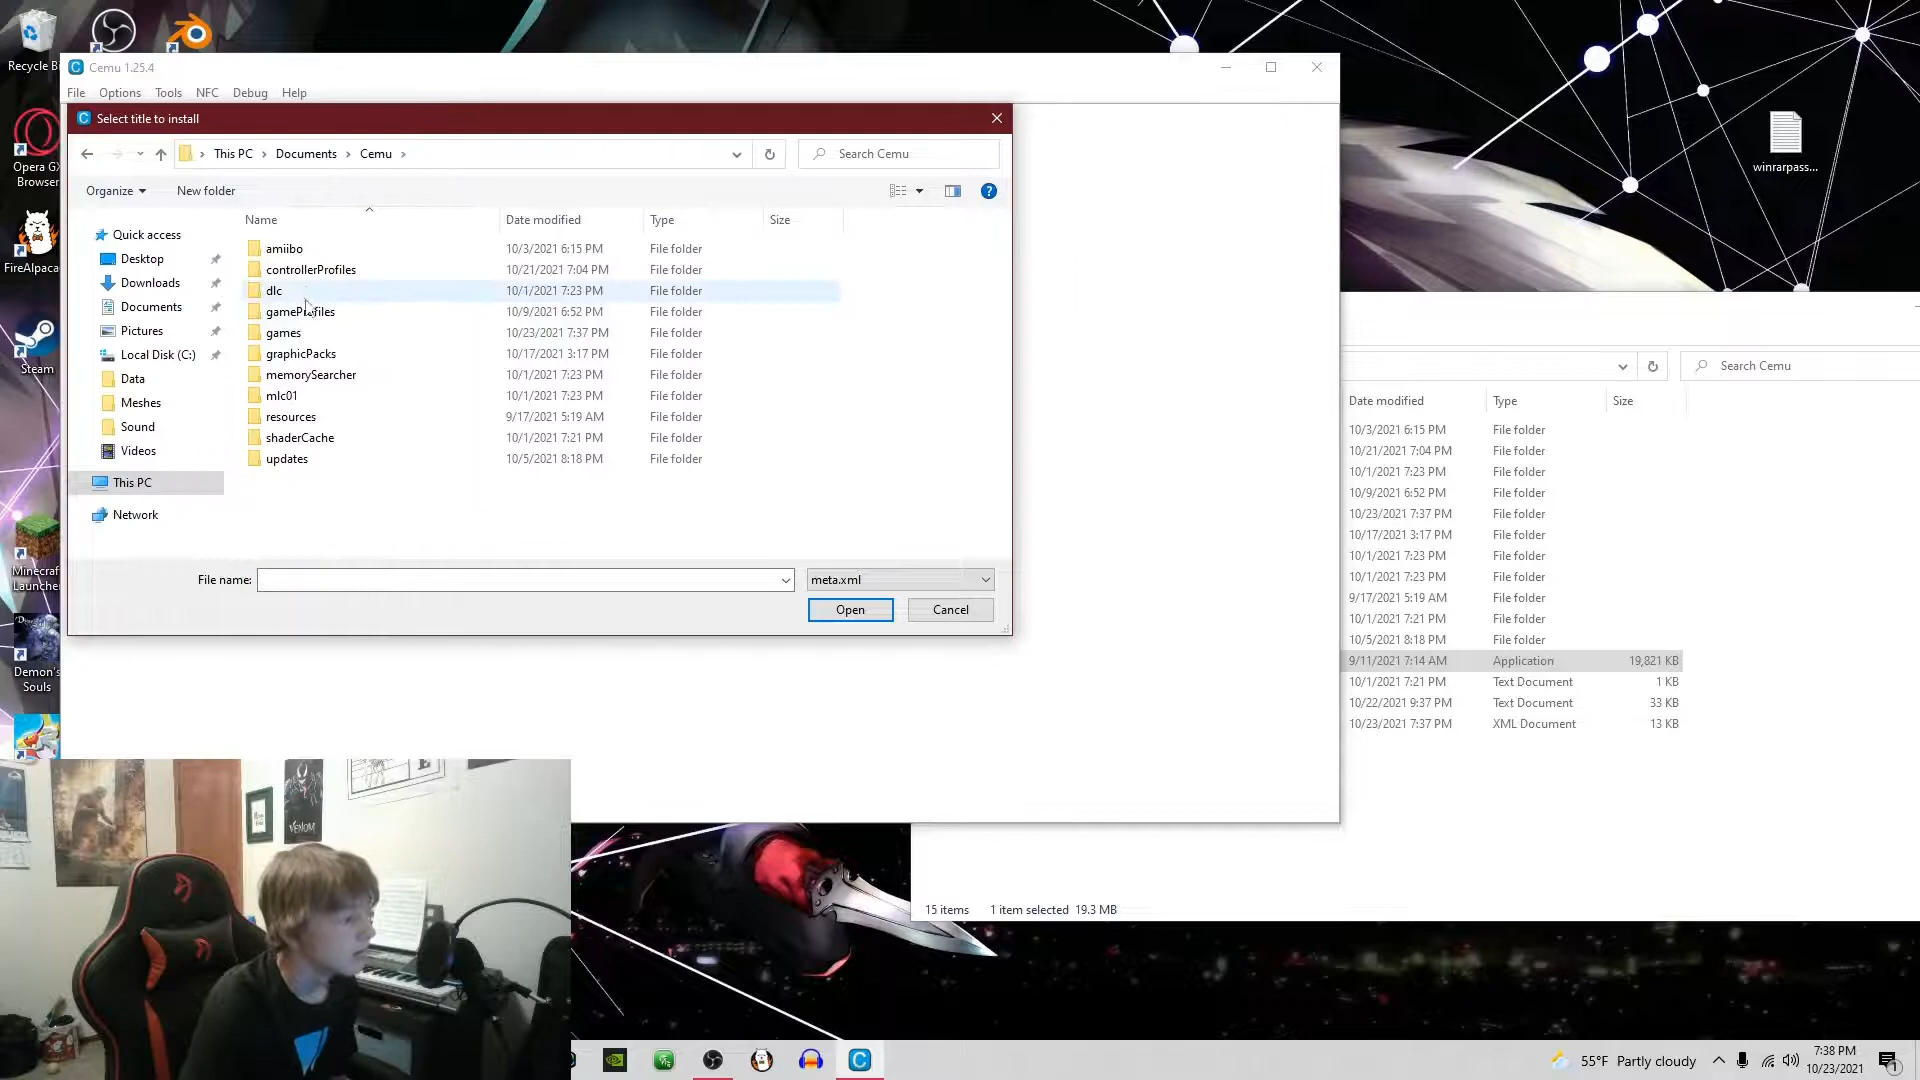 Recycle Bi
Opera GX
Browser
FireAlpaca
Steam
Minecraf
Launche
Demon's
Souls
winrarpass...
Cemu 1.25.4
File Options Tools NFC Debug Help
Select title to install
This PC Documents Cemu
Search Cemu
Organize New folder
Name Date modified Type Size
Quick access
Desktop
Downloads
Documents
Pictures
Local Disk (C:)
Data
Meshes
Sound
Videos
This PC
Network
amiibo 10/3/2021 6:15 PM File folder
controllerProfiles 10/21/2021 7:04 PM File folder
dlc 10/1/2021 7:23 PM File folder
gameProfiles 10/9/2021 6:52 PM File folder
games 10/23/2021 7:37 PM File folder
graphicPacks 10/17/2021 3:17 PM File folder
memorySearcher 10/1/2021 7:23 PM File folder
mlc01 10/1/2021 7:23 PM File folder
resources 9/17/2021 5:19 AM File folder
shaderCache 10/1/2021 7:21 PM File folder
updates 10/5/2021 8:18 PM File folder
File name: meta.xml
Open Cancel
Search Cemu
Date modified Type Size
10/3/2021 6:15 PM File folder
10/21/2021 7:04 PM File folder
10/1/2021 7:23 PM File folder
10/9/2021 6:52 PM File folder
10/23/2021 7:37 PM File folder
10/17/2021 3:17 PM File folder
10/1/2021 7:23 PM File folder
10/1/2021 7:23 PM File folder
9/17/2021 5:19 AM File folder
10/1/2021 7:21 PM File folder
10/5/2021 8:18 PM File folder
9/11/2021 7:14 AM Application 19,821 KB
10/1/2021 7:21 PM Text Document 1 KB
10/22/2021 9:37 PM Text Document 33 KB
10/23/2021 7:37 PM XML Document 13 KB
15 items 1 item selected 19.3 MB
VENOM
55°F Partly cloudy
7:38 PM
10/23/2021
1